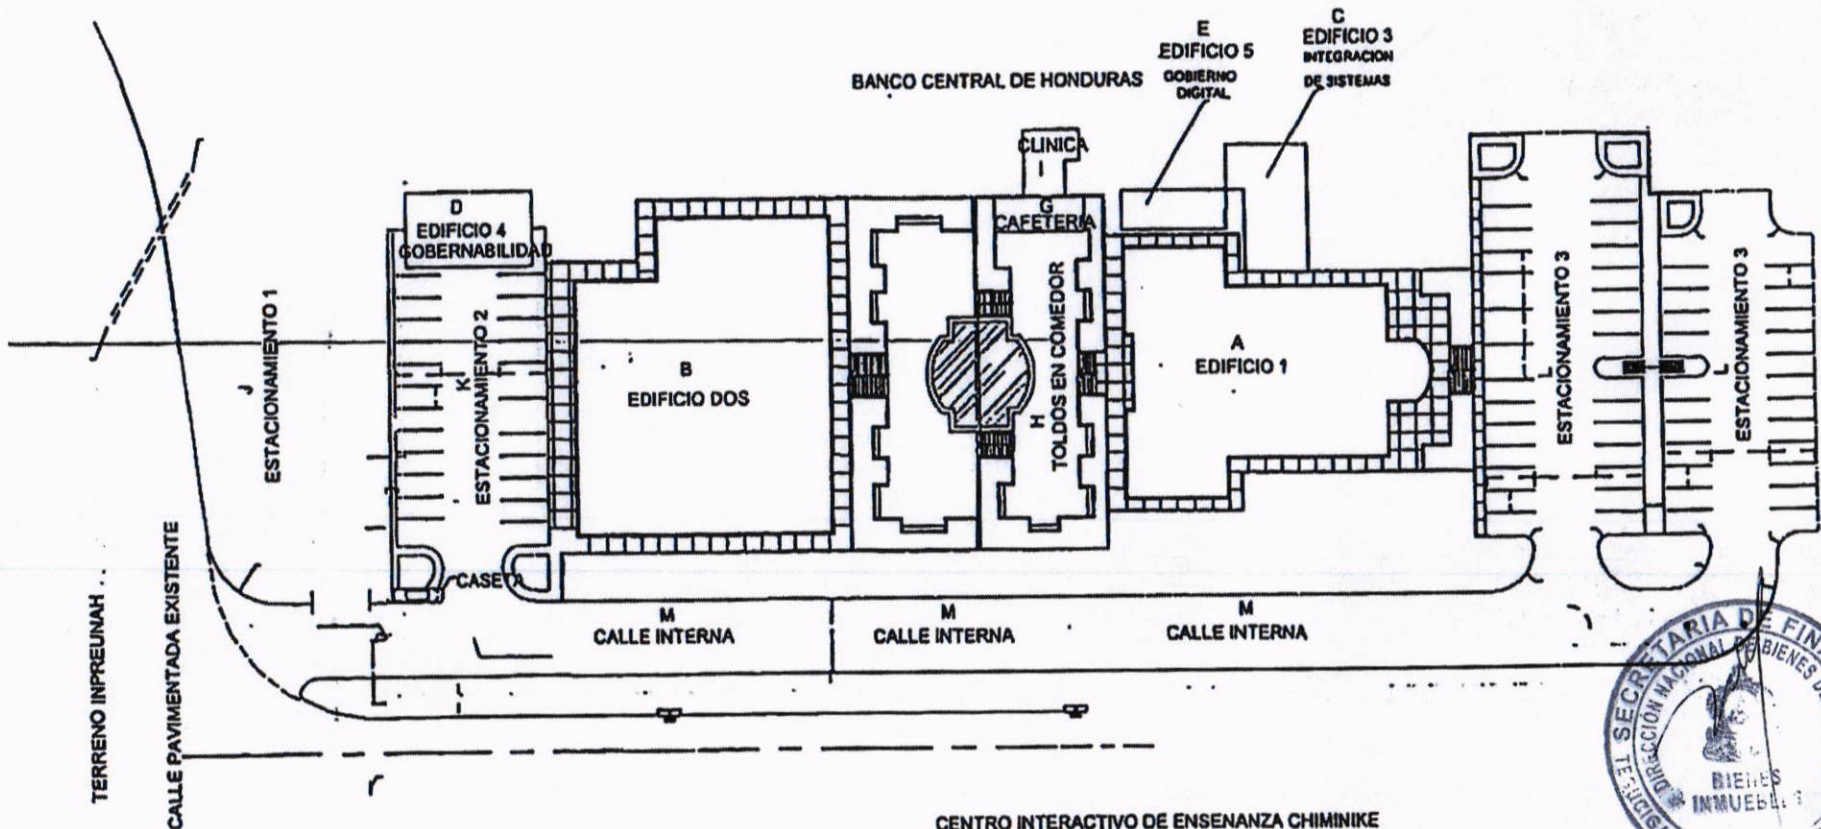 E
EDIFICIO 5
GOBIERNO
DIGITAL
C
EDIFICIO 3
INTEGRACION
DE SISTEMAS
BANCO CENTRAL DE HONDURAS
CLINICA
I
D
EDIFICIO 4
GOBERNABILIDAD
G
CAFETERIA
J
ESTACIONAMIENTO 1
K
ESTACIONAMIENTO 2
B
EDIFICIO DOS
H
TOLDOS EN COMEDOR
A
EDIFICIO 1
L
ESTACIONAMIENTO 3
L
ESTACIONAMIENTO 3
CASETA
M
CALLE INTERNA
M
CALLE INTERNA
M
CALLE INTERNA
TERRENO INPREUNAH
CALLE PAVIMENTADA EXISTENTE
CENTRO INTERACTIVO DE ENSENANZA CHIMINIKE
SECRETARIA DE FIN
DIRECCIÓN NACIONAL DE BIENES D
BIENES
INMUEBLES